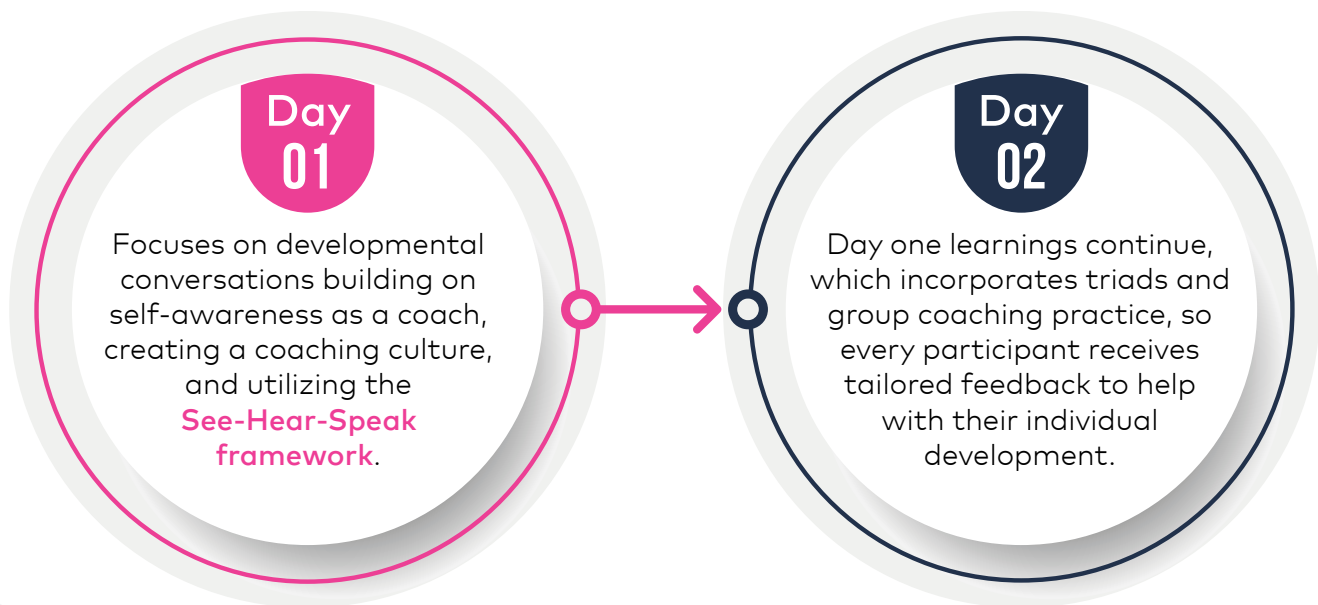 Day
01
Focuses on developmental
conversations building on
self-awareness as a coach,
creating a coaching culture,
and utilizing the
See-Hear-Speak
framework.
Day
02
Day one learnings continue,
which incorporates triads and
group coaching practice, so
every participant receives
tailored feedback to help
with their individual
development.